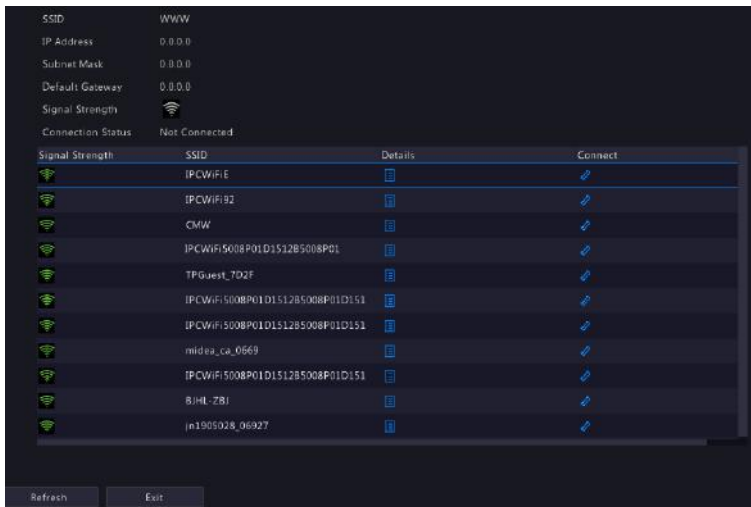 SSID WWW
IP Address 0.0.0.0
Subnet Mask 0.0.0.0
Default Gateway 0.0.0.0
Signal Strength
Connection Status Not Connected
Signal Strength SSID Details Connect
IPCWiFiE
IPCWiFi92
CMW
IPCWiFi5008P01D1512B5008P01
TPGuest_7D2F
IPCWiFi5008P01D1512B5008P01D151
IPCWiFi5008P01D1512B5008P01D151
midea_ca_0669
IPCWiFi5008P01D1512B5008P01D151
BJHL-ZBJ
jn1905028_06927
Refresh Exit